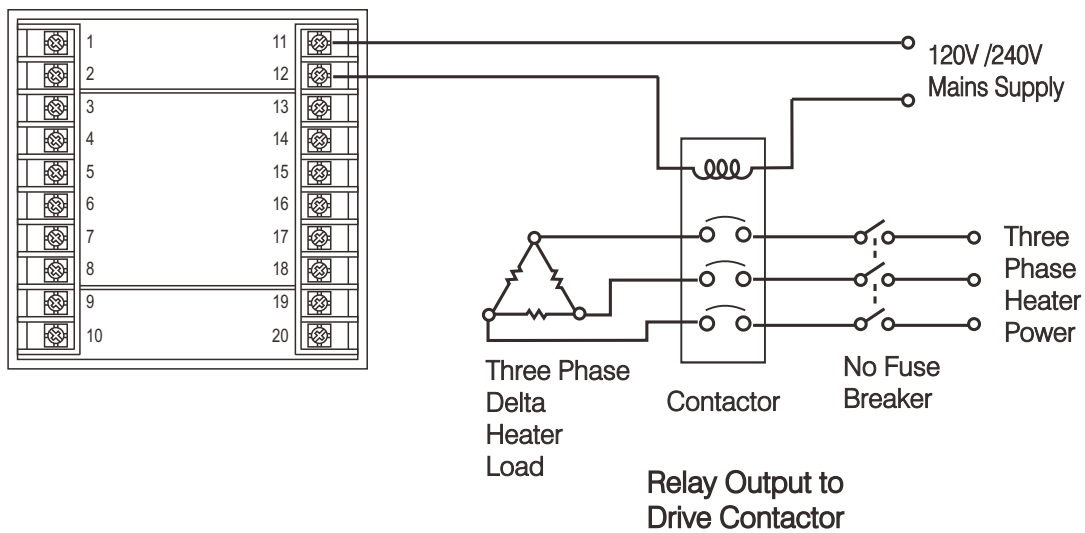 1 11
2 12
3 13
4 14
5 15
6 16
7 17
8 18
9 19
10 20
120V /240V
Mains Supply
Three
Phase
Heater
Power
Three Phase
Delta
Heater
Load
Contactor
No Fuse
Breaker
Relay Output to
Drive Contactor